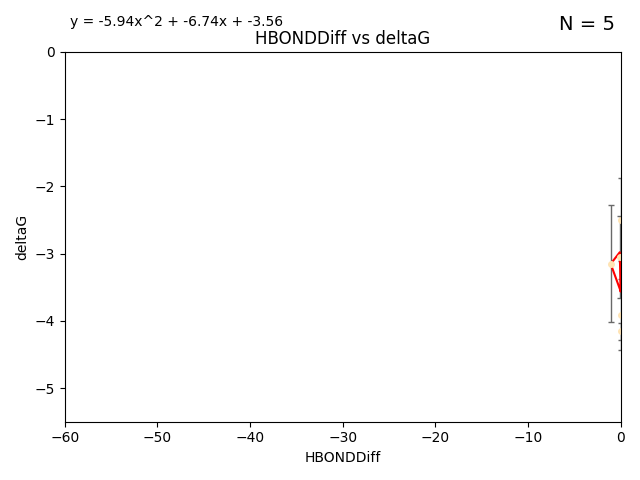 y = -5.94x^2 + -6.74x + -3.56
N = 5
HBONDDiff vs deltaG
0
−1
−2
−3
−4
−5
deltaG
−60 −50 −40 −30 −20 −10 0
HBONDDiff